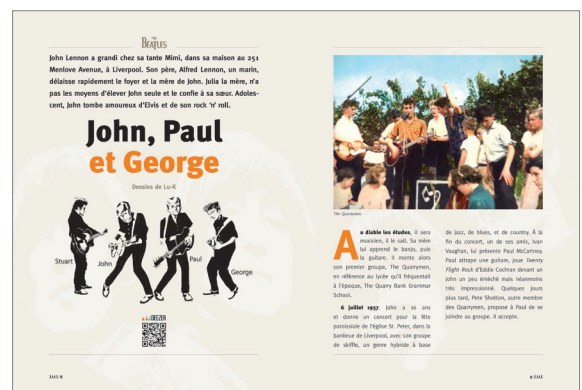 THE
BEATLES
John Lennon a grandi chez sa tante Mimi, dans sa maison au 251
Menlove Avenue, à Liverpool. Son père, Alfred Lennon, un marin,
délaisse rapidement le foyer et la mère de John. Julia la mère, n'a
pas les moyens d'élever John seule et le confie à sa sœur. Adoles-
cent, John tombe amoureux d'Elvis et de son rock 'n' roll.
John, Paul
et George
Dessins de Lu-K
Stuart
John
Paul
George
DEEZER
The Quarrymen.
Au diable les études, il sera
musicien, il le sait. Sa mère
lui apprend le banjo, puis
la guitare. Il monte alors
son premier groupe, The Quarrymen,
en référence au lycée qu'il fréquentait
à l'époque, The Quarry Bank Grammar
School.
6 juillet 1957. John a 16 ans
et donne un concert pour la fête
paroissiale de l'église St. Peter, dans la
banlieue de Liverpool, avec son groupe
de skiffle, un genre hybride à base
de jazz, de blues, et de country. À la
fin du concert, un de ses amis, Ivan
Vaughan, lui présente Paul McCartney.
Paul attrape une guitare, joue Twenty
Flight Rock d'Eddie Cochran devant un
John un peu éméché mais néanmoins
très impressionné. Quelques jours
plus tard, Pete Shotton, autre membre
des Quarrymen, propose à Paul de se
joindre au groupe. Il accepte.